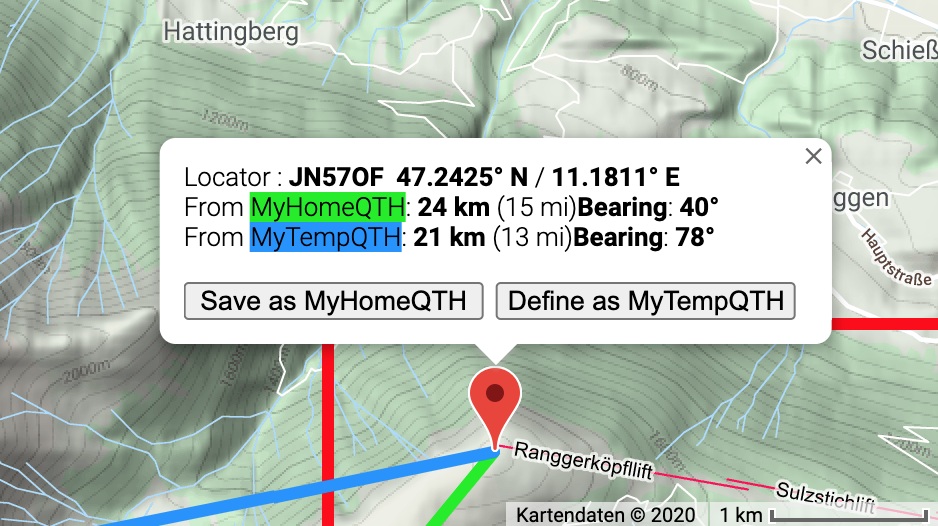 Hattingberg
Schieß
800m
1200m
Locator : JN57OF 47.2425° N / 11.1811° E
From MyHomeQTH: 24 km (15 mi)Bearing: 40°
ggen
From MyTempQTH: 21 km (13 mi)Bearing: 78°
Hauptstraße
Save as MyHomeQTH
Define as MyTempQTH
2000m
1600m
Ranggerköpfllift
Sulzstichlift
Kartendaten © 2020
1 km